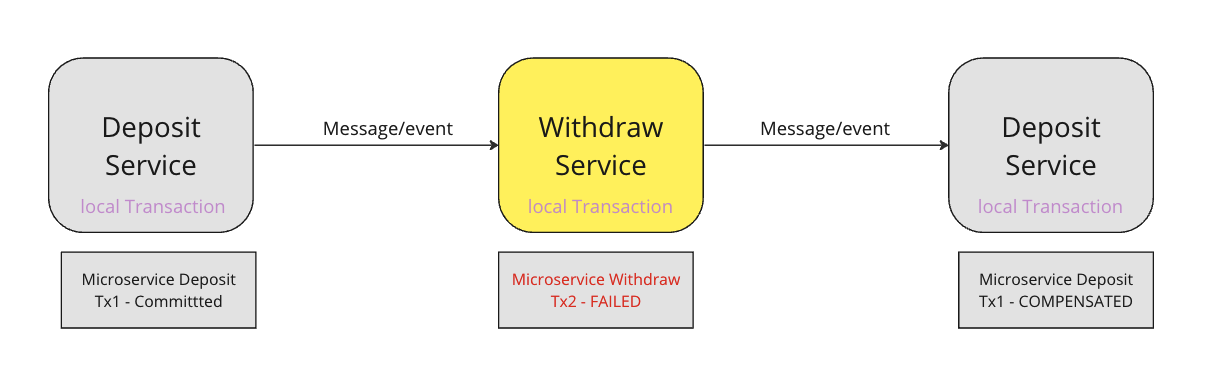 Deposit
Service
local Transaction
Message/event
Withdraw
Service
local Transaction
Message/event
Deposit
Service
local Transaction
Microservice Deposit
Tx1 - Committted
Microservice Withdraw
Tx2 - FAILED
Microservice Deposit
Tx1 - COMPENSATED